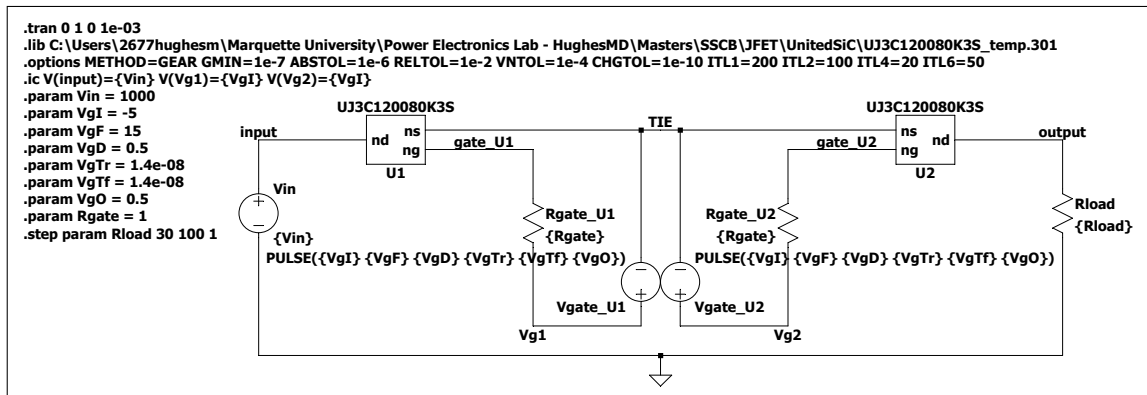 .tran 0 1 0 1e-03
.lib C:\Users\2677hughesm\Marquette University\Power Electronics Lab - HughesMD\Masters\SSCB\JFET\UnitedSiC\UJ3C120080K3S_temp.301
.options METHOD=GEAR GMIN=1e-7 ABSTOL=1e-6 RELTOL=1e-2 VNTOL=1e-4 CHGTOL=1e-10 ITL1=200 ITL2=100 ITL4=20 ITL6=50
.ic V(input)={Vin} V(Vg1)={VgI} V(Vg2)={VgI}
.param Vin = 1000
.param VgI = -5
.param VgF = 15
.param VgD = 0.5
.param VgTr = 1.4e-08
.param VgTf = 1.4e-08
.param VgO = 0.5
.param Rgate = 1
.step param Rload 30 100 1
input
UJ3C120080K3S
nd
ns
ng
U1
gate_U1
TIE
gate_U2
UJ3C120080K3S
ns
ng
nd
U2
output
Vin
{Vin}
Rgate_U1
{Rgate}
PULSE({VgI} {VgF} {VgD} {VgTr} {VgTf} {VgO})
Vgate_U1
Vg1
Rgate_U2
{Rgate}
PULSE({VgI} {VgF} {VgD} {VgTr} {VgTf} {VgO})
Vgate_U2
Vg2
Rload
{Rload}